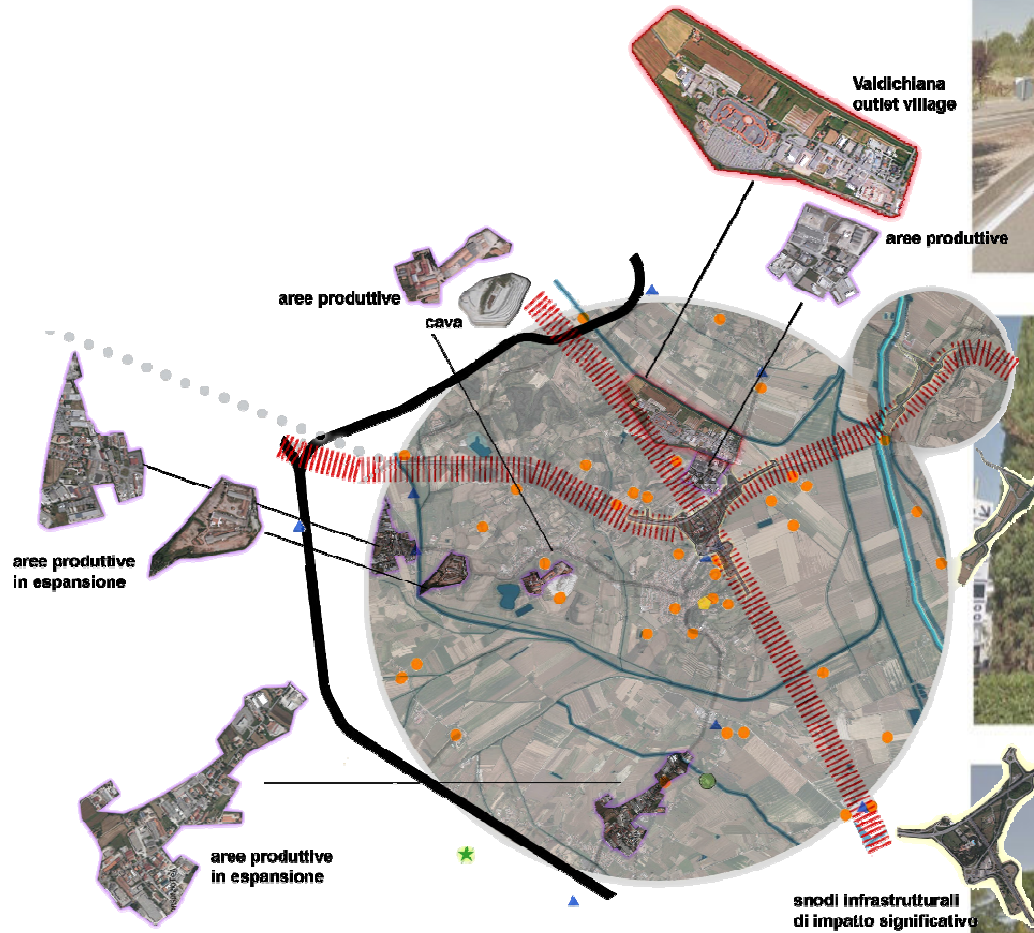 Valdichiana
outlet village
aree produttive
aree produttive
cava
aree produttive
in espansione
aree produttive
in espansione
snodi infrastrutturali
di impatto significativo